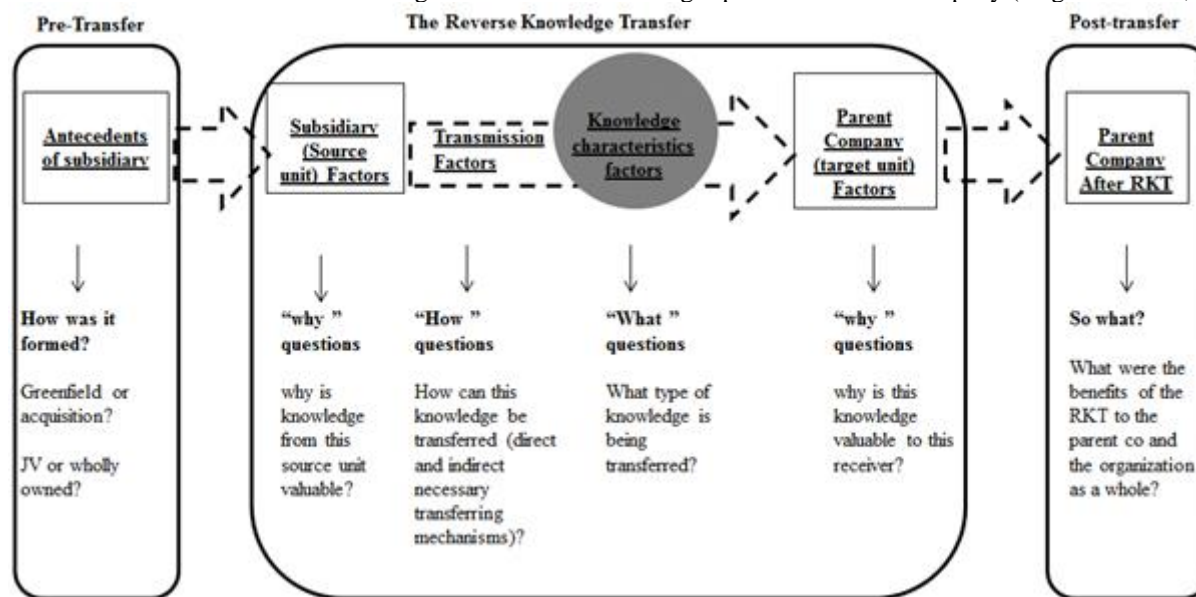 Pre-Transfer
The Reverse Knowledge Transfer
Post-transfer
Antecedents
of subsidiary
Subsidiary
(Source
unit) Factors
Transmission
Factors
Knowledge
characteristics
factors
Parent
Company
(target unit)
Factors
Parent
Company
After RKT
How was it
formed?
Greenfield or
acquisition?
JV or wholly
owned?
“why ”
questions
why is
knowledge
from this
source unit
valuable?
“How ”
questions
How can this
knowledge be
transferred (direct
and indirect
necessary
transferring
mechanisms)?
“What ”
questions
What type of
knowledge is
being
transferred?
“why ”
questions
why is this
knowledge
valuable to this
receiver?
So what?
What were the
benefits of the
RKT to the
parent co and
the organization
as a whole?